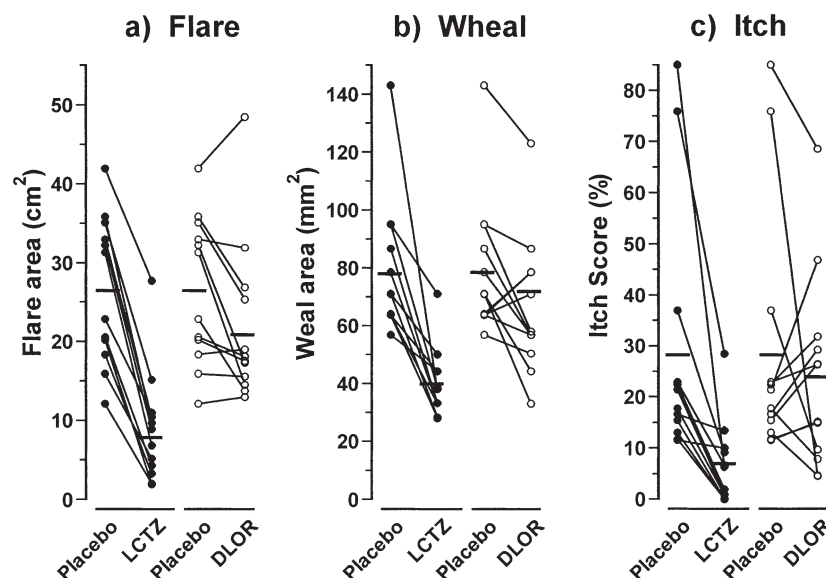 a) Flare
Flare area (cm2)
50
40
30
20
10
0
Placebo
LCTZ
Placebo
DLOR
b) Wheal
Weal area (mm2)
140
120
100
80
60
40
20
0
Placebo
LCTZ
Placebo
DLOR
c) Itch
Itch Score (%)
80
70
60
50
40
30
20
10
0
Placebo
LCTZ
Placebo
DLOR